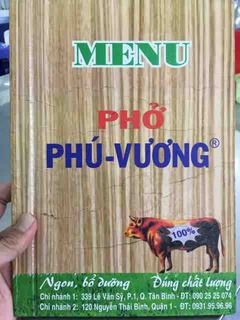 MENU
PHỞ
PHÚ-VƯƠNG®
100%
Ngon, bổ dưỡng Đúng chất lượng
Chi nhánh 1: 339 Lê Văn Sỹ, P.1, Q. Tân Bình - ĐT: 090 25 25 074
Chi nhánh 2: 120 Nguyễn Thái Bình, Quận 1 - ĐT: 0931.95.96.96